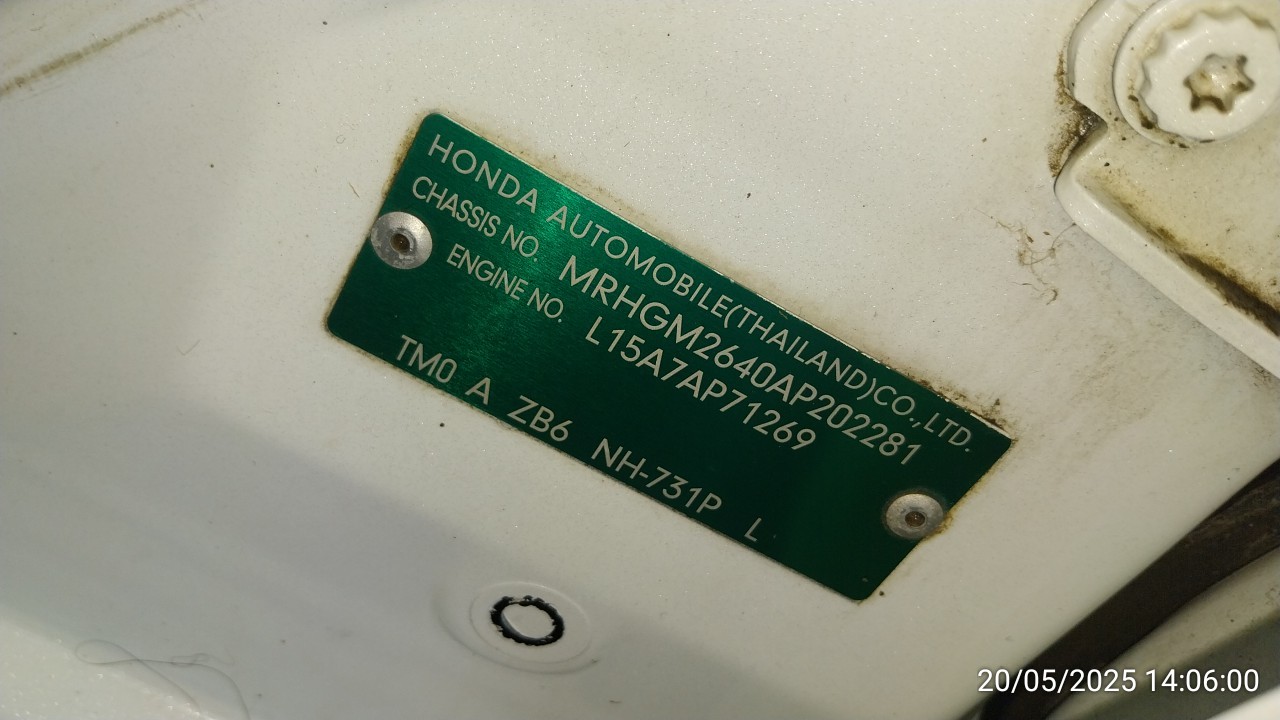 HONDA AUTOMOBILE(THAILAND)CO.,LTD.
CHASSIS NO. MRHGM2640AP202281
ENGINE NO. L15A7AP71269
TM0 A ZB6 NH-731P L
20/05/2025 14:06:00